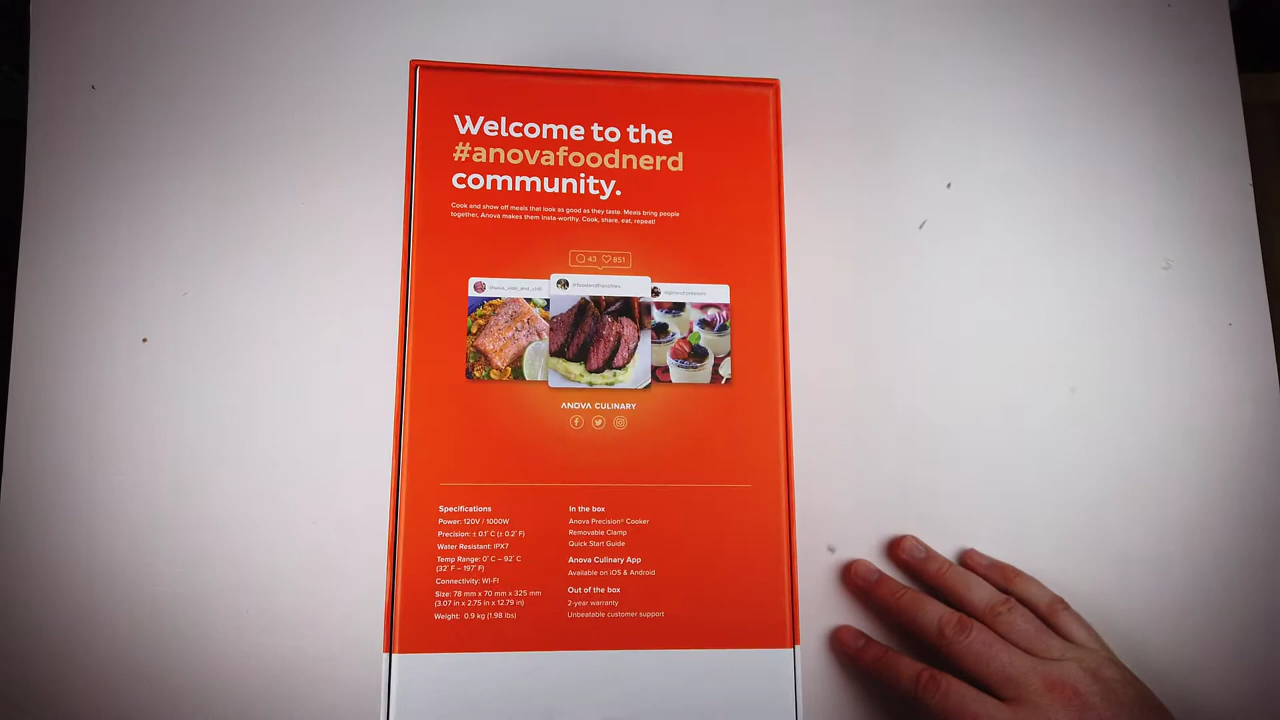 Welcome to the
#anovafoodnerd
community.
Cook and show off meals that look as good as they taste. Meals bring people
together, Anova makes them insta-worthy. Cook, share, eat, repeat!
43 851
@foodandfranchies
ANOVA CULINARY
Specifications
Power: 120V / 1000W
Precision: ± 0.1˚ C (± 0.2˚ F)
Water Resistant: IPX7
Temp Range: 0˚ C – 92˚ C
(32˚ F – 197˚ F)
Connectivity: WI-FI
Size: 78 mm x 70 mm x 325 mm
(3.07 in x 2.75 in x 12.79 in)
Weight: 0.9 kg (1.98 lbs)
In the box
Anova Precision® Cooker
Removable Clamp
Quick Start Guide
Anova Culinary App
Available on iOS & Android
Out of the box
2-year warranty
Unbeatable customer support